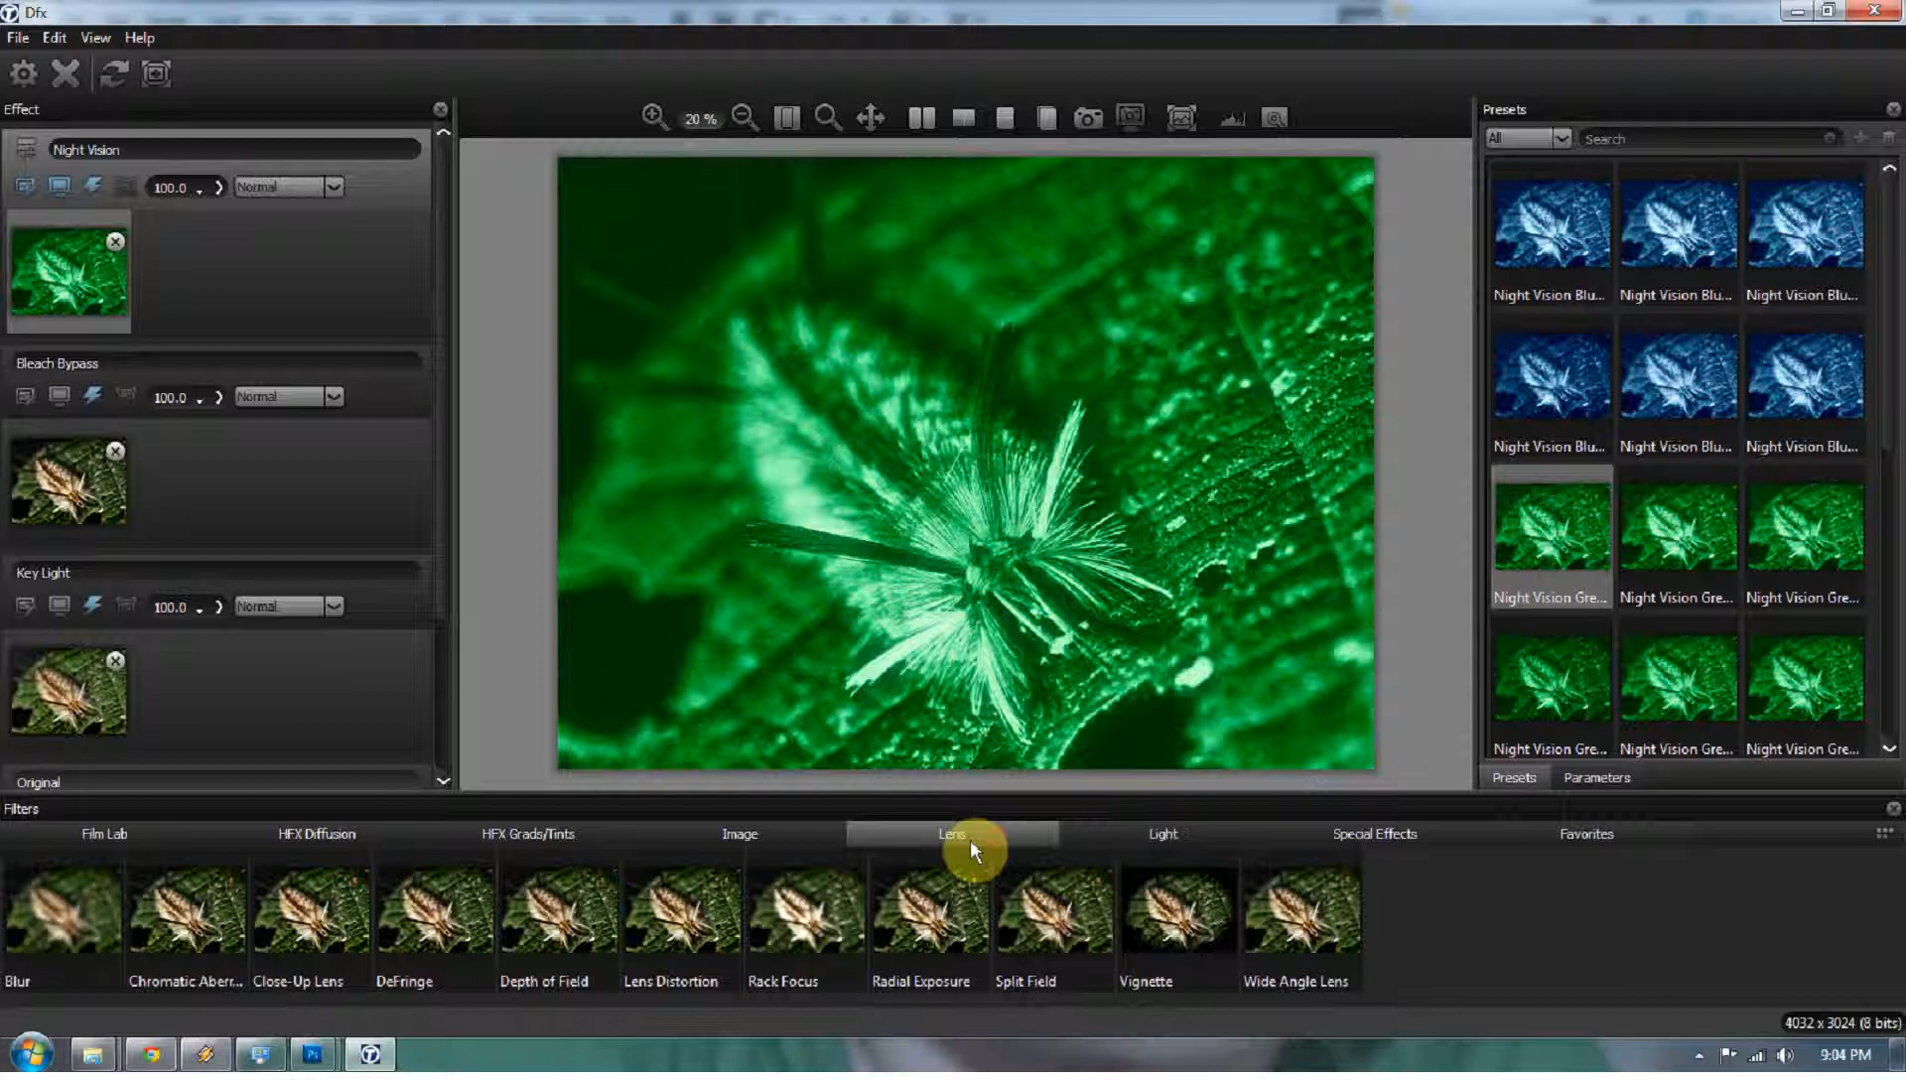 Dfx
File Edit View Help
Effect
Night Vision
100.0 Normal
Bleach Bypass
100.0 Normal
Key Light
100.0 Normal
Original
20 %
Presets
All Search
Night Vision Blu... Night Vision Blu... Night Vision Blu...
Night Vision Blu... Night Vision Blu... Night Vision Blu...
Night Vision Gre... Night Vision Gre... Night Vision Gre...
Night Vision Gre... Night Vision Gre... Night Vision Gre...
Presets Parameters
Filters
Film Lab HFX Diffusion HFX Grads/Tints Image Lens Light Special Effects Favorites
Blur Chromatic Aberr... Close-Up Lens DeFringe Depth of Field Lens Distortion Rack Focus Radial Exposure Split Field Vignette Wide Angle Lens
4032 x 3024 (8 bits)
Ps
9:04 PM